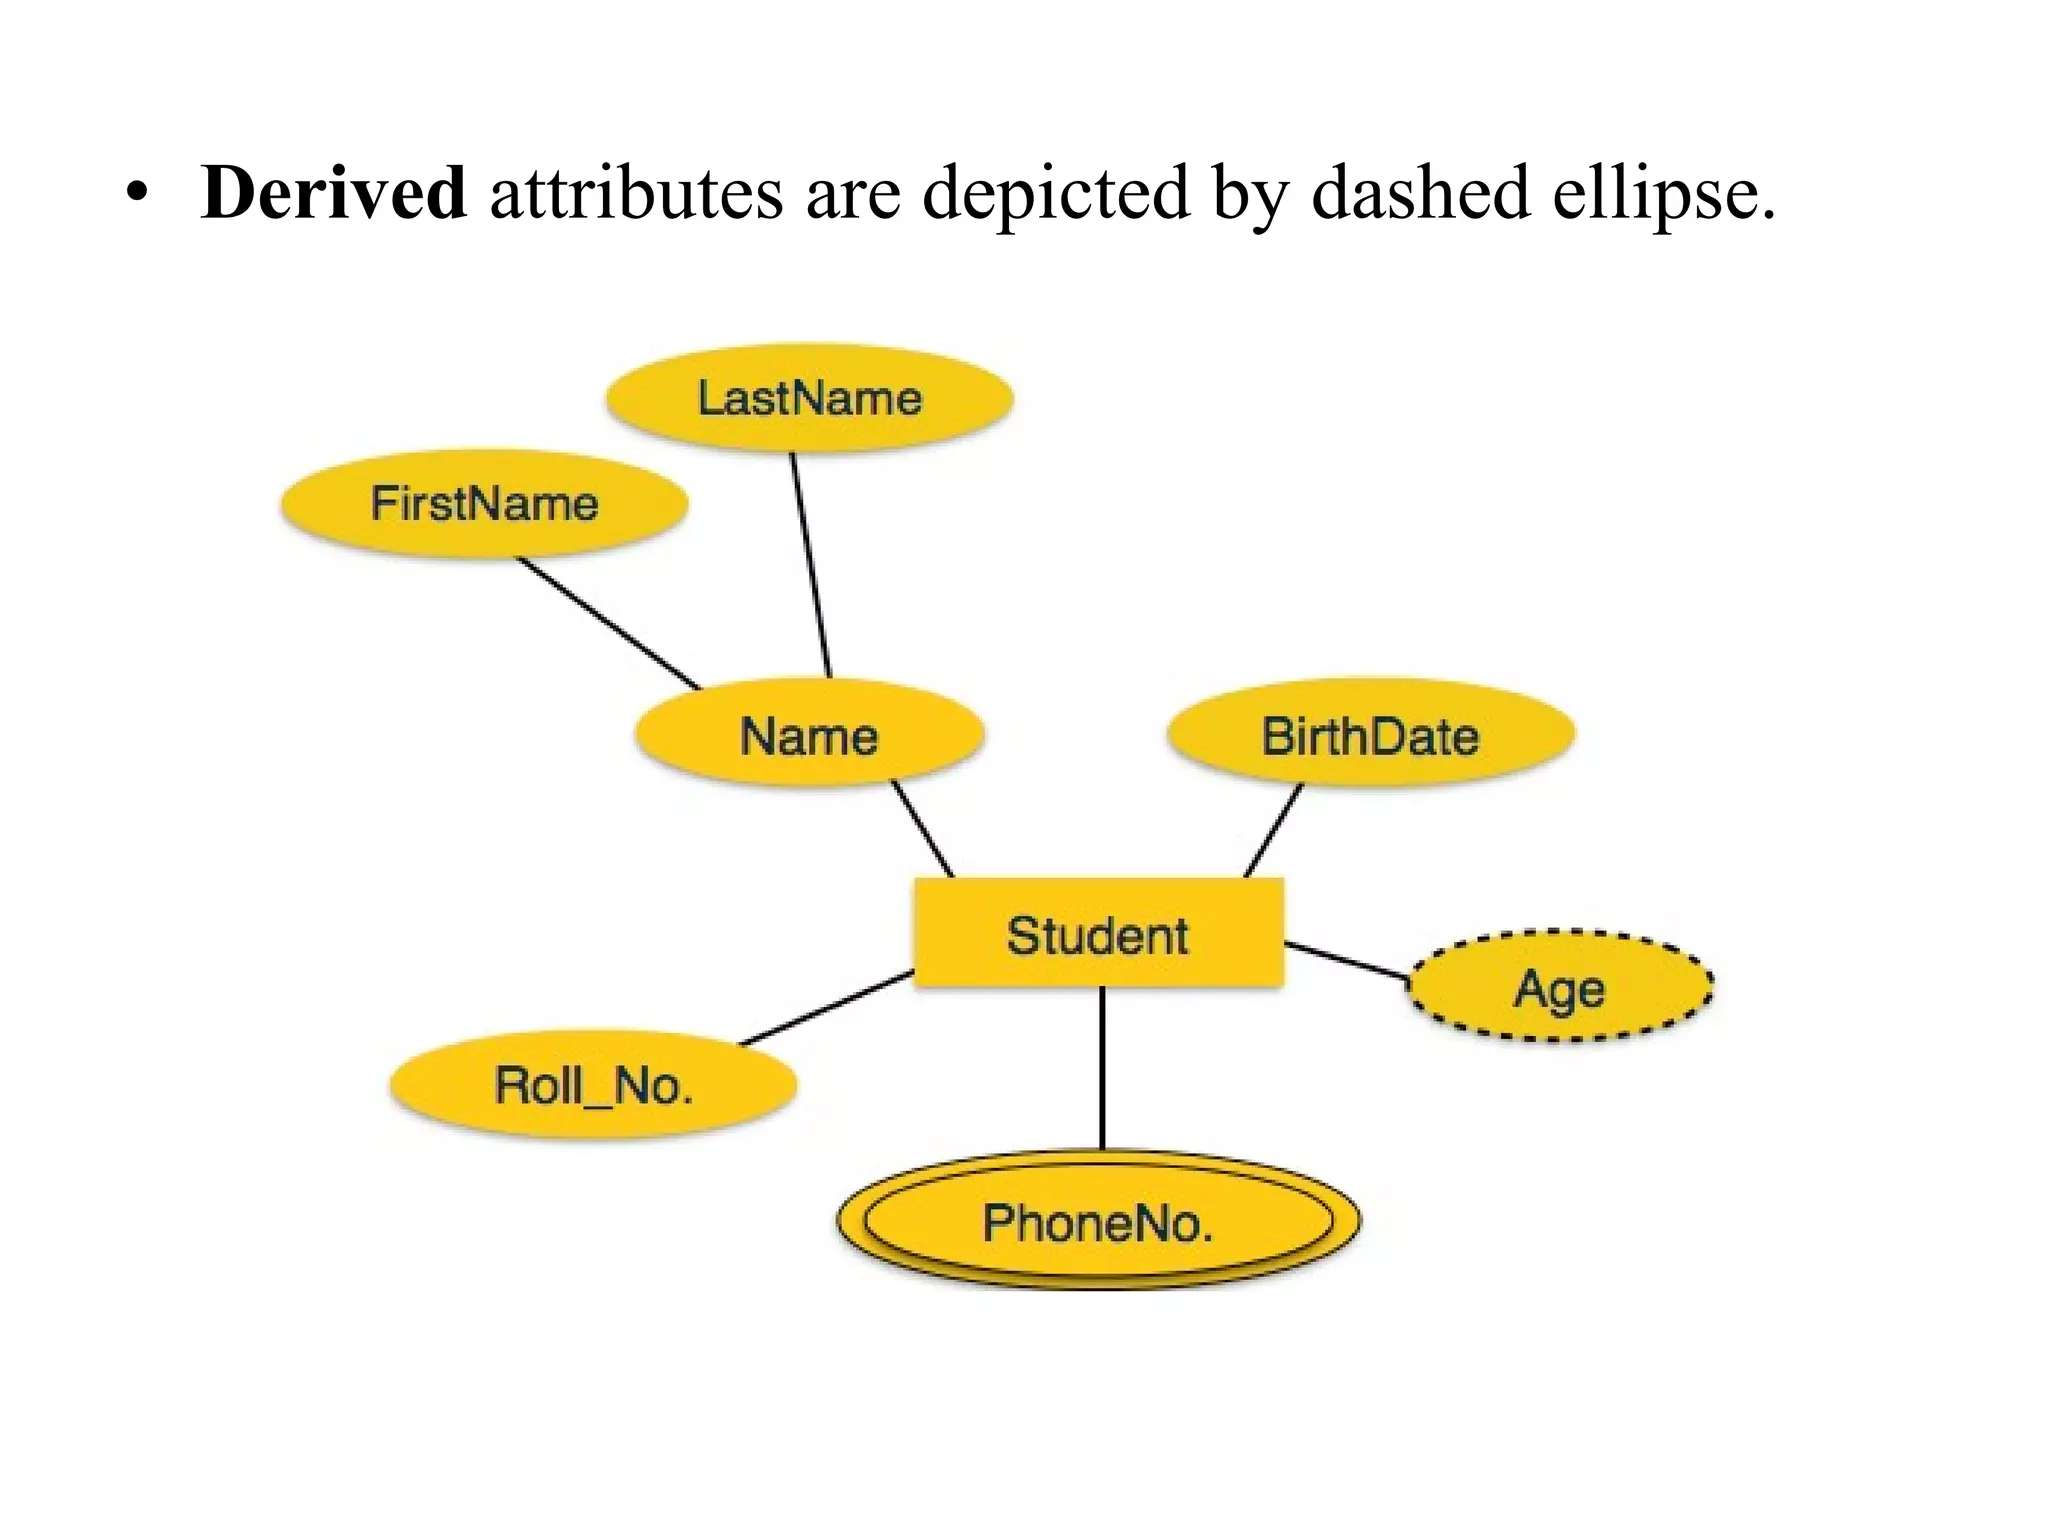 • Derived attributes are depicted by dashed ellipse.
LastName
FirstName
Name
BirthDate
Student
Age
Roll_No.
PhoneNo.